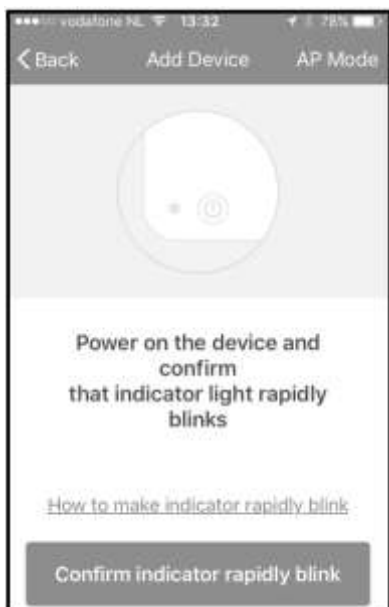 vodafone NL 13:32 78%
Back Add Device AP Mode
Power on the device and
confirm
that indicator light rapidly
blinks
How to make indicator rapidly blink
Confirm indicator rapidly blink